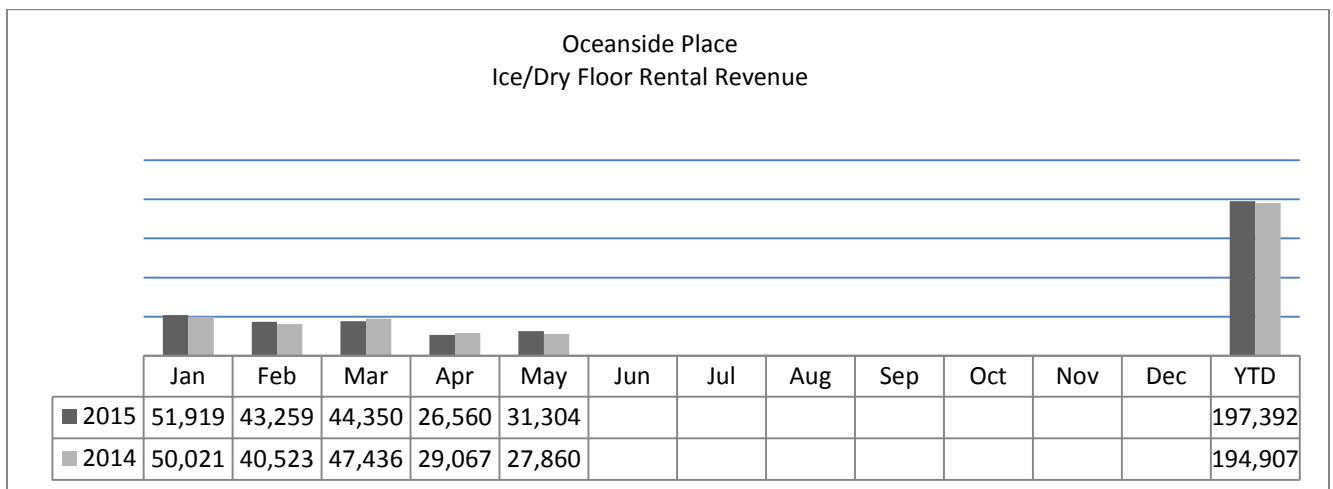 Oceanside Place
Ice/Dry Floor Rental Revenue
Jan Feb Mar Apr May Jun Jul Aug Sep Oct Nov Dec YTD
2015 51,919 43,259 44,350 26,560 31,304 197,392
2014 50,021 40,523 47,436 29,067 27,860 194,907